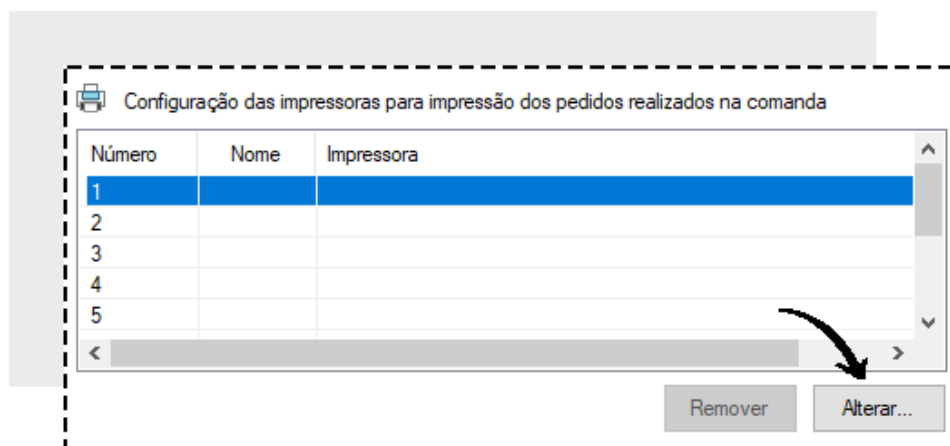 Configuração das impressoras para impressão dos pedidos realizados na comanda
Número Nome Impressora
1
2
3
4
5
Remover Alterar...